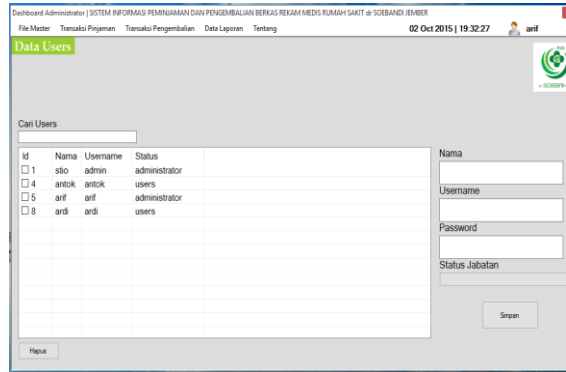 Dashboard Administrator | SISTEM INFORMASI PEMINJAMAN DAN PENGEMBALIAN BERKAS REKAM MEDIS RUMAH SAKIT dr SOEBANDI JEMBER
File Master Transaksi Pinjaman Transaksi Pengembalian Data Laporan Tentang 02 Oct 2015 | 19:32:27 arif
Data Users
Cari Users
Id Nama Username Status
1 stio admin administrator
4 antok antok users
5 arif arif administrator
8 ardi ardi users
Nama
Username
Password
Status Jabatan
Simpan
Hapus